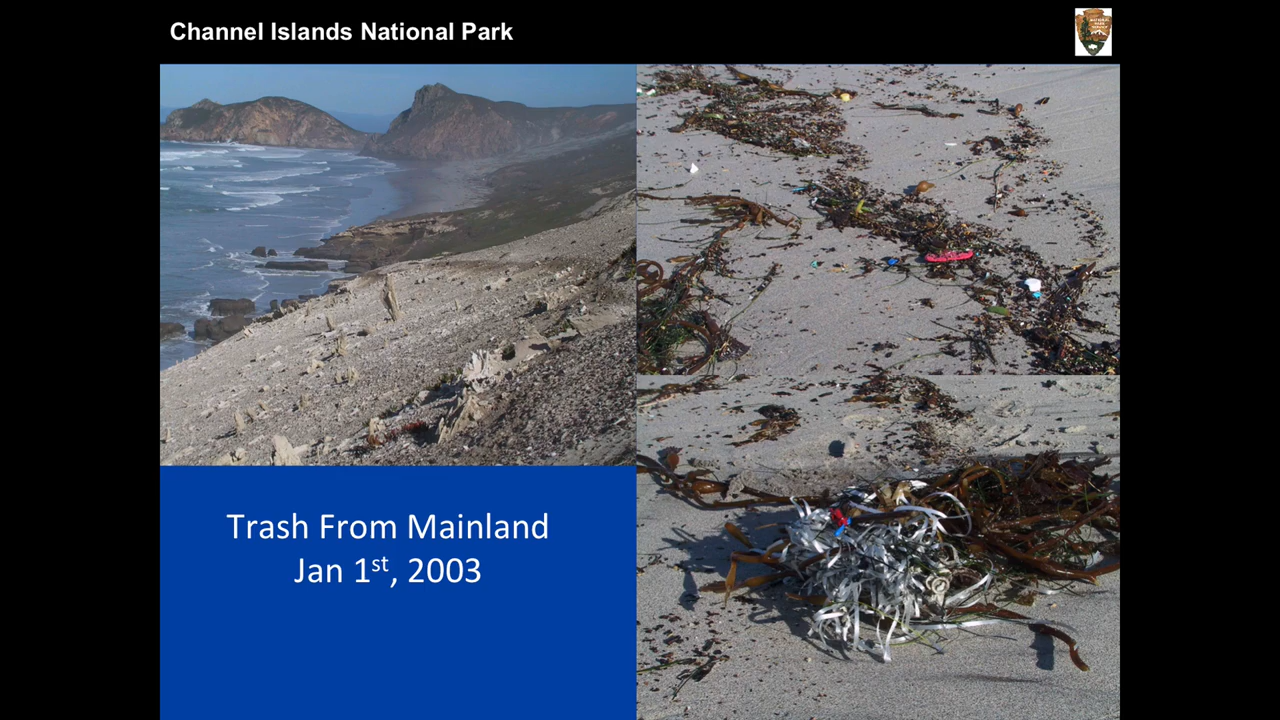 Channel Islands National Park
Trash From Mainland
Jan 1st, 2003